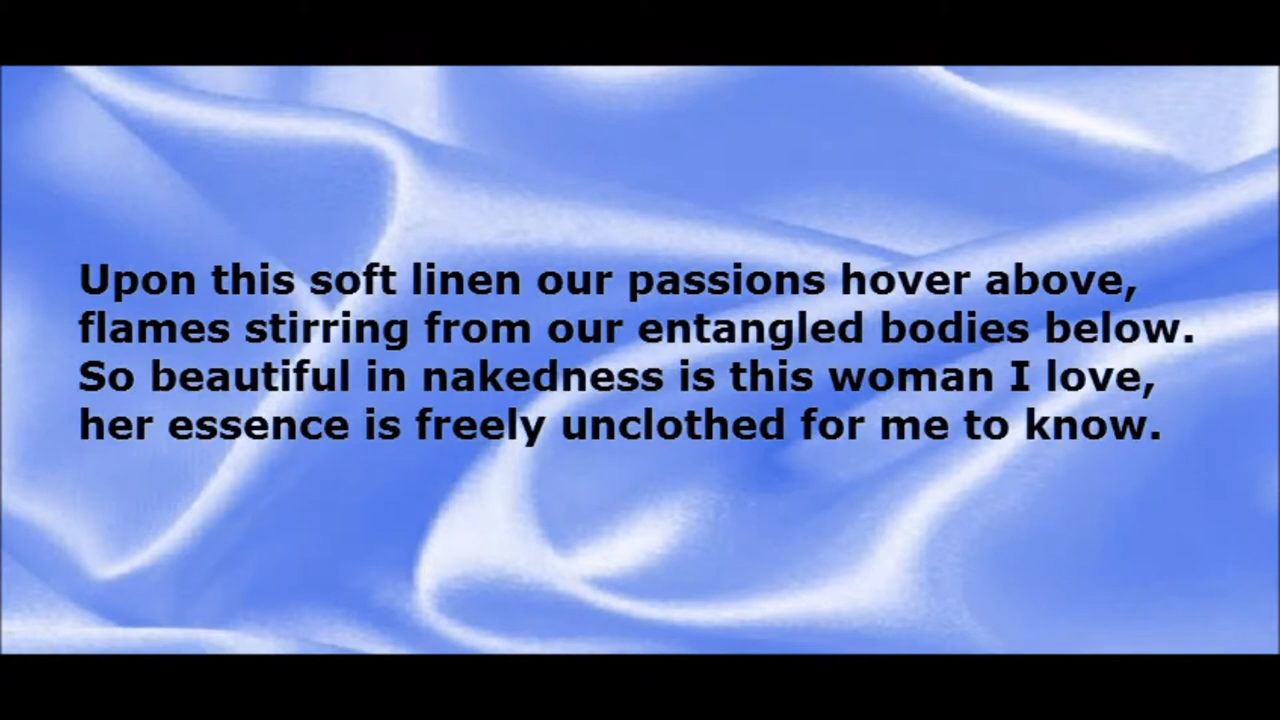 Upon this soft linen our passions hover above,
flames stirring from our entangled bodies below.
So beautiful in nakedness is this woman I love,
her essence is freely unclothed for me to know.